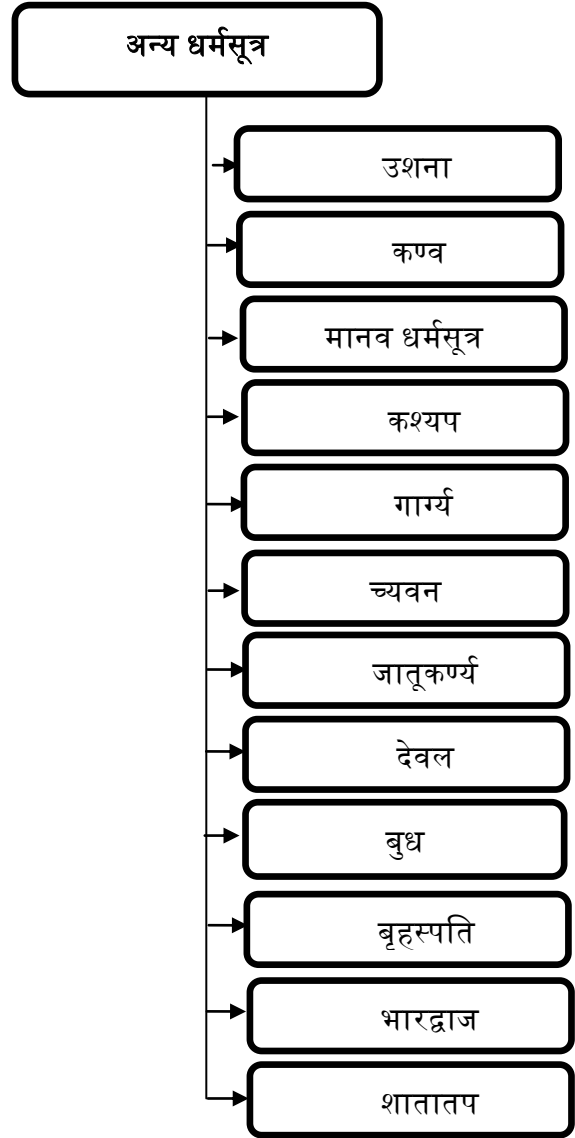 अन्य धर्मसूत्र
उशना
कण्व
मानव धर्मसूत्र
कश्यप
गार्ग्य
च्यवन
जातूकर्ण्य
देवल
बुध
बृहस्पति
भारद्वाज
शातातप